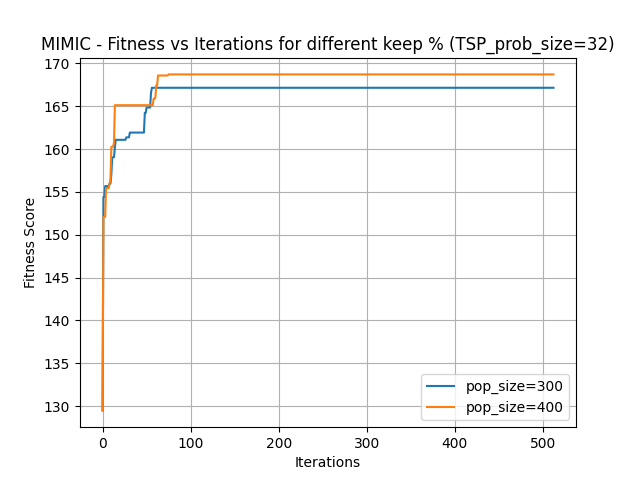 MIMIC - Fitness vs Iterations for different keep % (TSP_prob_size=32)
170
165
160
155
150
145
140
135
130
Fitness Score
0 100 200 300 400 500
Iterations
pop_size=300
pop_size=400